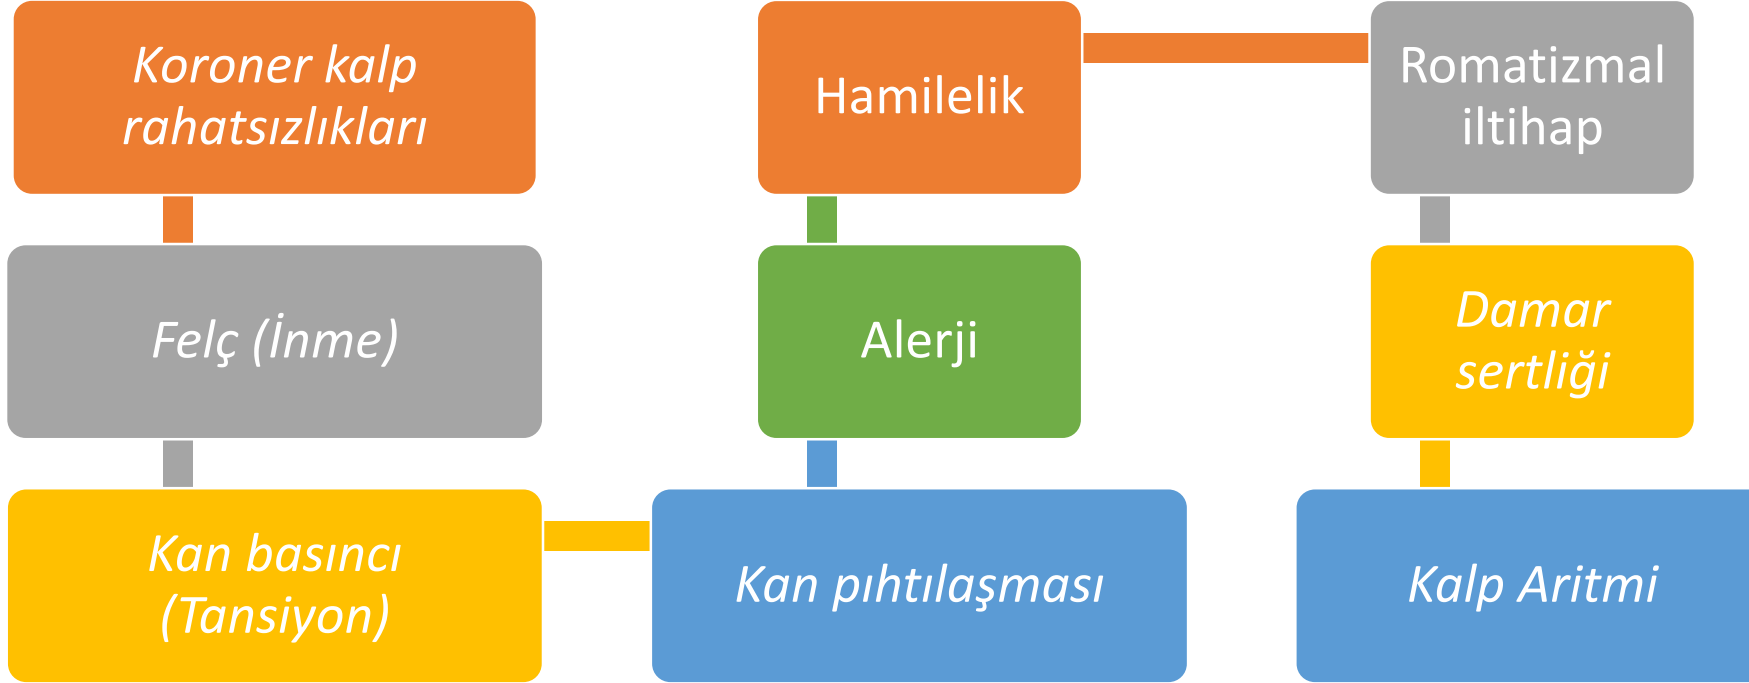 Koroner kalp
rahatsızlıkları
Felç (İnme)
Kan basıncı
(Tansiyon)
Kan pıhtılaşması
Alerji
Hamilelik
Romatizmal
iltihap
Damar
sertliği
Kalp Aritmi